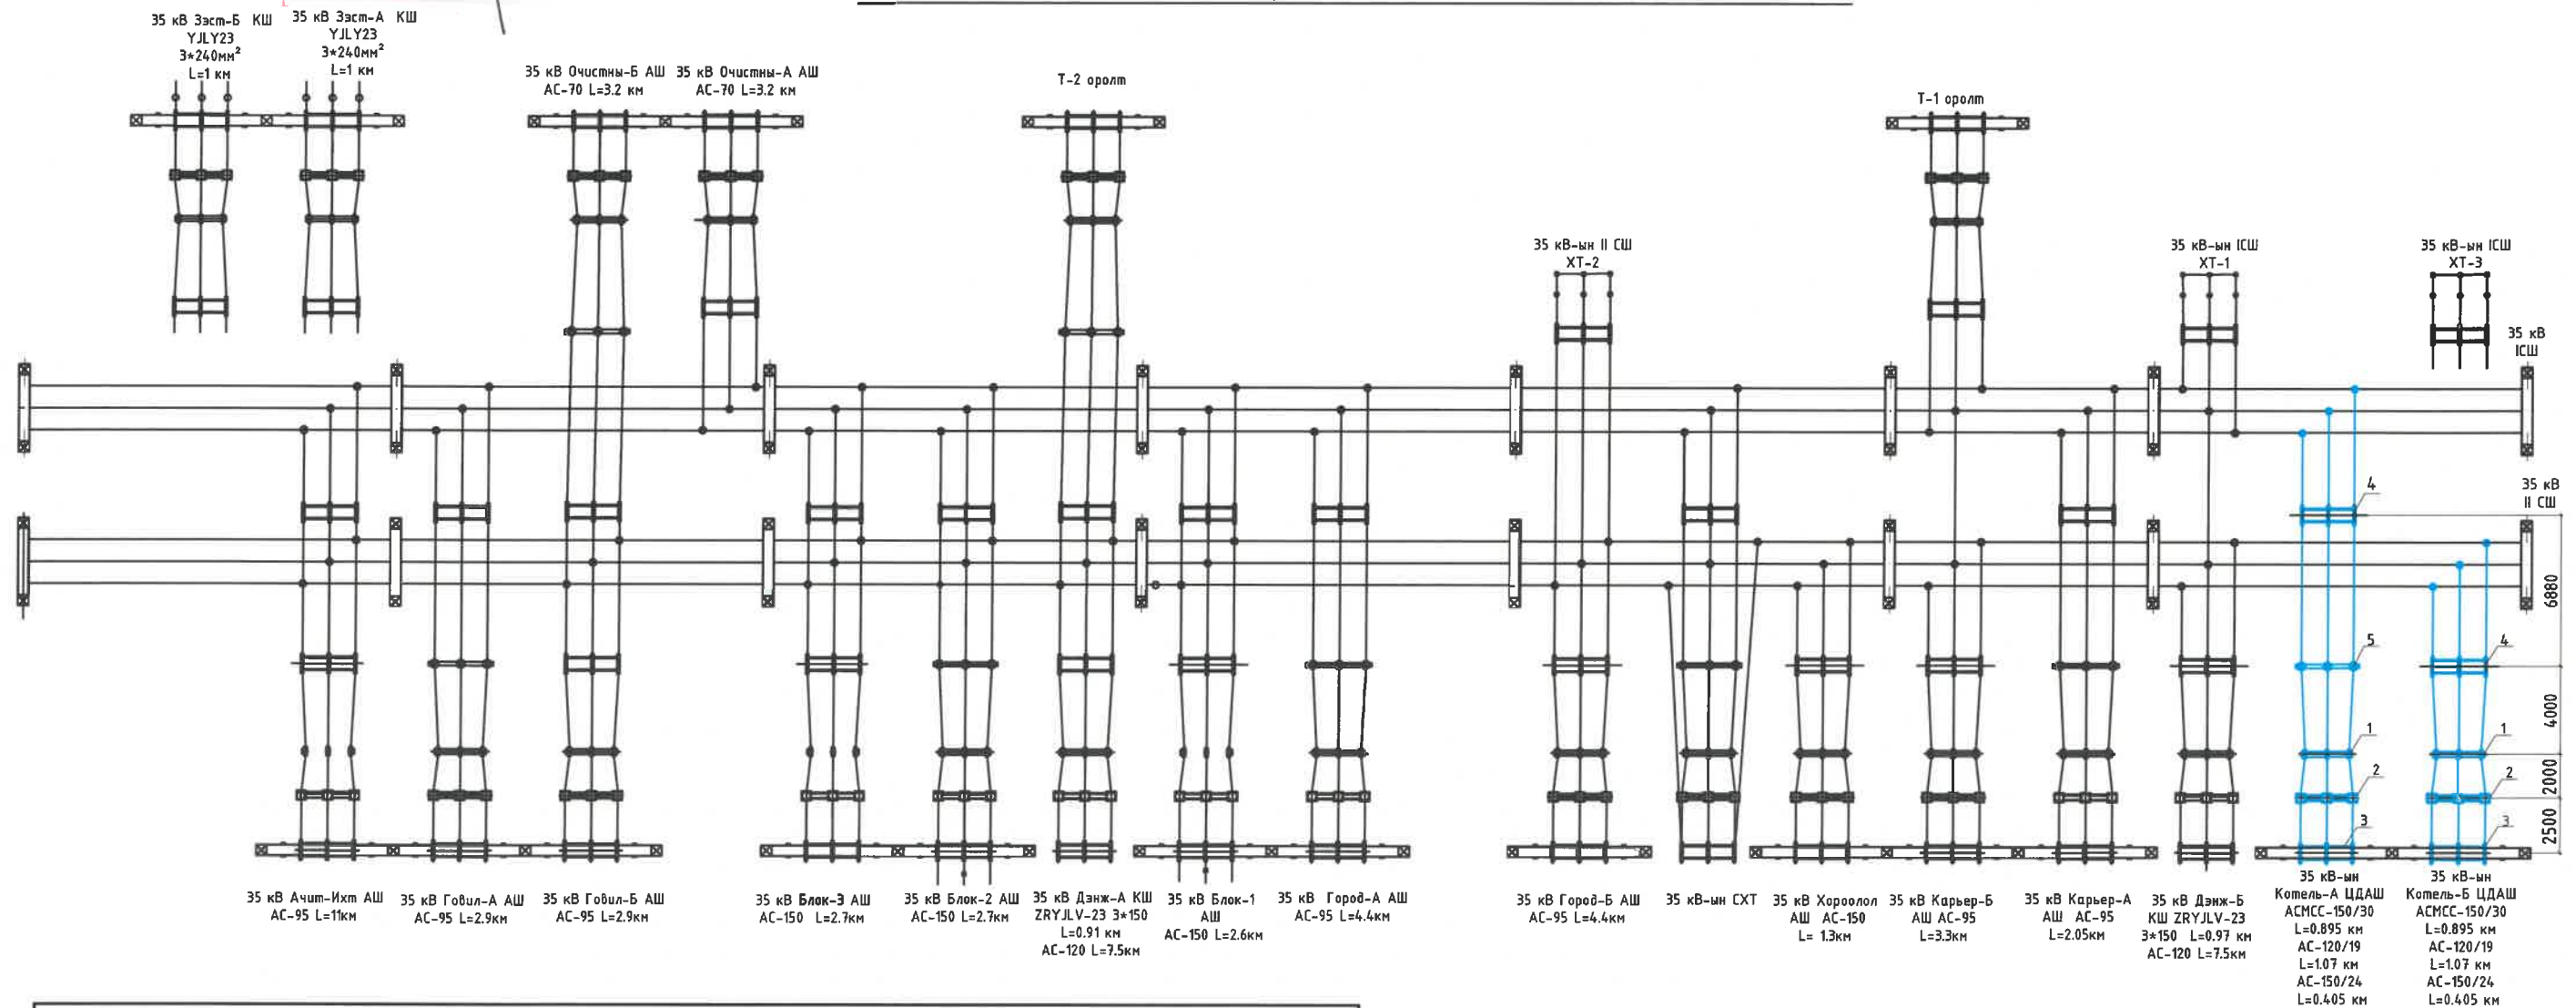 35 кВ Зэст-Б КШ
YJLY23
3*240мм²
L=1 км
35 кВ Зэст-А КШ
YJLY23
3*240мм²
L=1 км
35 кВ Очистны-Б АШ
АС-70 L=3.2 км
35 кВ Очистны-А АШ
АС-70 L=3.2 км
Т-2 оролт
Т-1 оролт
35 кВ-ын II СШ
ХТ-2
35 кВ-ын IСШ
ХТ-1
35 кВ-ын IСШ
ХТ-3
35 кВ
IСШ
35 кВ
II СШ
4
6880
5
4
4000
1
1
2000
2
2
2500
3
3
35 кВ Ачит-Ихт АШ
АС-95 L=11км
35 кВ Говил-А АШ
АС-95 L=2.9км
35 кВ Говил-Б АШ
АС-95 L=2.9км
35 кВ Блок-3 АШ
АС-150 L=2.7км
35 кВ Блок-2 АШ
АС-150 L=2.7км
35 кВ Дэнж-А КШ
ZRYJLV-23 3*150
L=0.91 км
АС-120 L=7.5км
35 кВ Блок-1
АШ
АС-150 L=2.6км
35 кВ Город-А АШ
АС-95 L=4.4км
35 кВ Город-Б АШ
АС-95 L=4.4км
35 кВ-ын СХТ
35 кВ Хороолол
АШ АС-150
L= 1.3км
35 кВ Карьер-Б
АШ АС-95
L=3.3км
35 кВ Карьер-А
АШ АС-95
L=2.05км
35 кВ Дэнж-Б
КШ ZRYJLV-23
3*150 L=0.97 км
АС-120 L=7.5км
35 кВ-ын
Котель-А ЦДАШ
АСМСС-150/30
L=0.895 км
АС-120/19
L=1.07 км
АС-150/24
L=0.405 км
35 кВ-ын
Котель-Б ЦДАШ
АСМСС-150/30
L=0.895 км
АС-120/19
L=1.07 км
АС-150/24
L=0.405 км